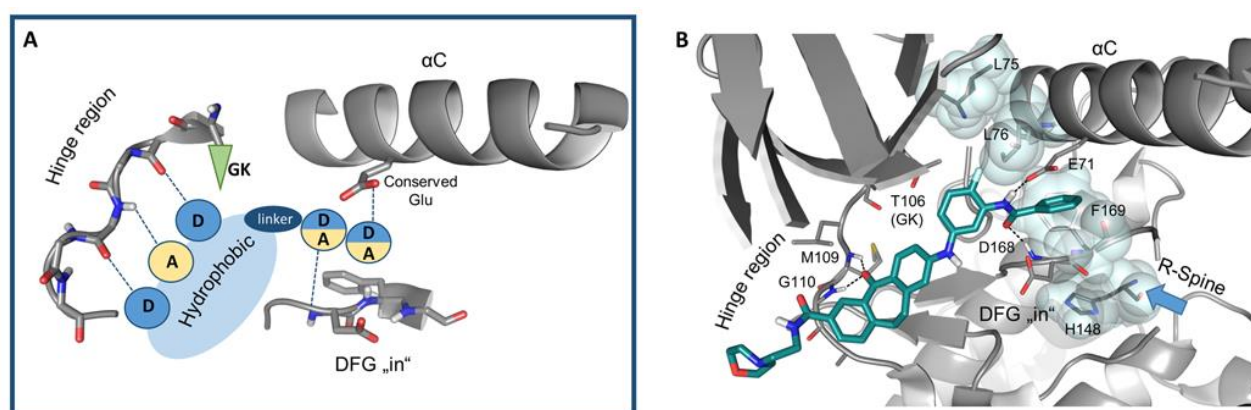 A
αC
Hinge region
GK
Conserved
Glu
D
linker
D
A
D
A
A
Hydrophobic
D
DFG „in“
B
αC
L75
L76
E71
T106
(GK)
F169
M109
D168
G110
R-Spine
Hinge region
DFG „in“
H148